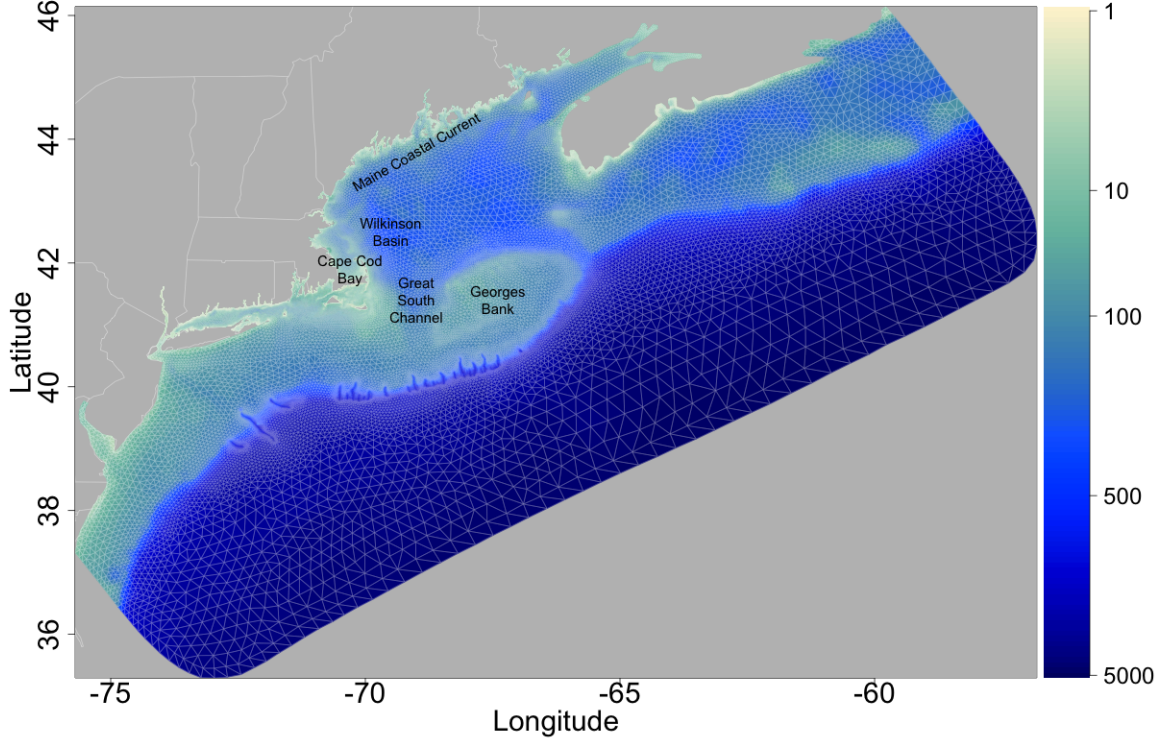 46
44
42
40
38
36
Latitude
-75
-70
-65
-60
Longitude
Maine Coastal Current
Wilkinson
Basin
Cape Cod
Bay
Great
South
Channel
Georges
Bank
1
10
100
500
5000